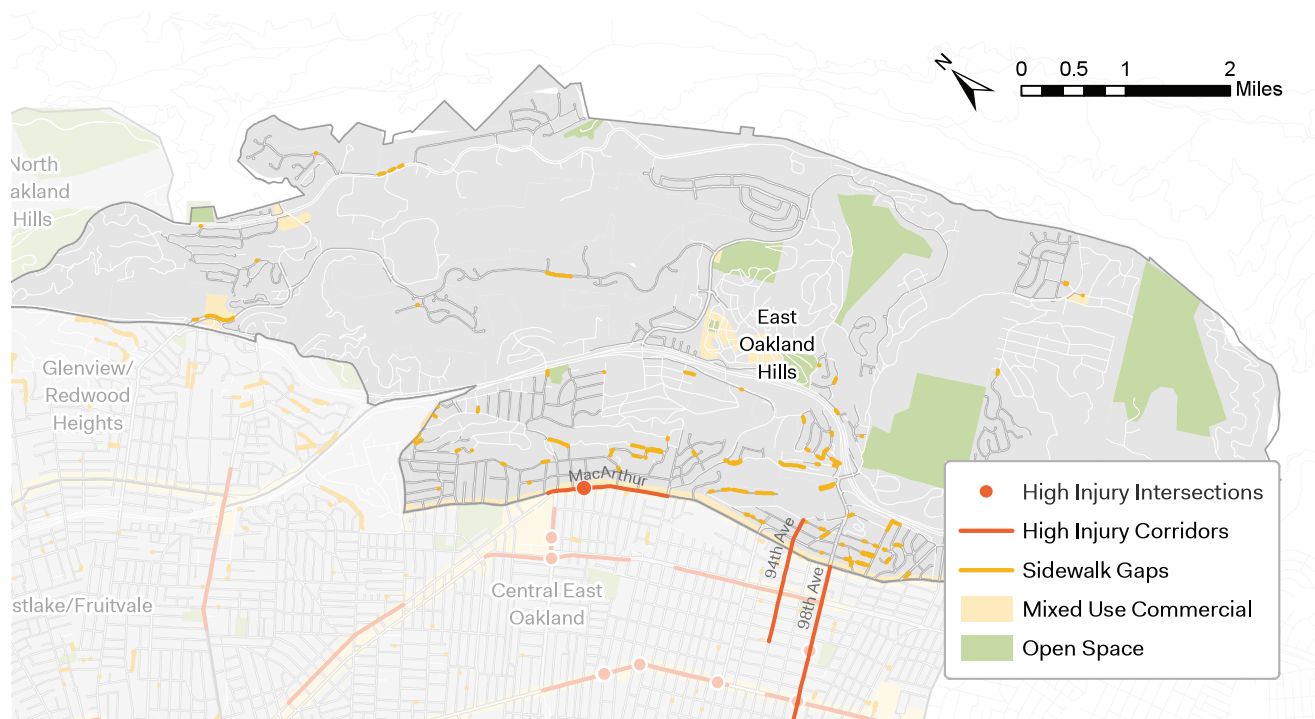 N
0 0.5 1 2
Miles
North
akland
Hills
East
Oakland
Hills
Glenview/
Redwood
Heights
MacArthur
94th Ave
98th Ave
Central East
Oakland
stlake/Fruitvale
High Injury Intersections
High Injury Corridors
Sidewalk Gaps
Mixed Use Commercial
Open Space